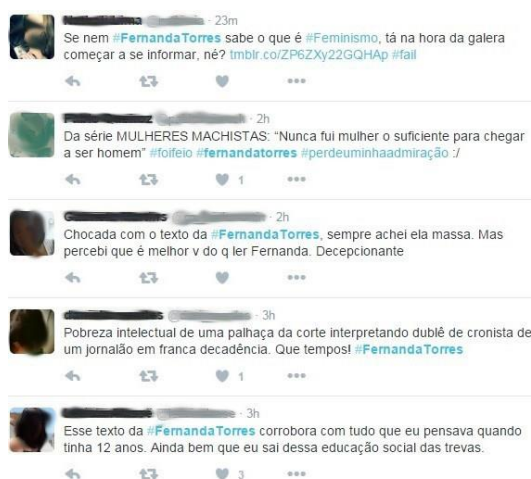 · 23m
Se nem #FernandaTorres sabe o que é #Feminismo, tá na hora da galera
começar a se informar, né? tmblr.co/ZP6ZXy22GQHAp #fail
· 2h
Da série MULHERES MACHISTAS: “Nunca fui mulher o suficiente para chegar
a ser homem” #foifeio #fernandatorres #perdeuminhaadmiração :/
1
· 2h
Chocada com o texto da #FernandaTorres, sempre achei ela massa. Mas
percebi que é melhor v do q ler Fernanda. Decepcionante
· 3h
Pobreza intelectual de uma palhaça da corte interpretando dublê de cronista de
um jornalão em franca decadência. Que tempos! #FernandaTorres
1
· 3h
Esse texto da #FernandaTorres corrobora com tudo que eu pensava quando
tinha 12 anos. Ainda bem que eu sai dessa educação social das trevas.
3